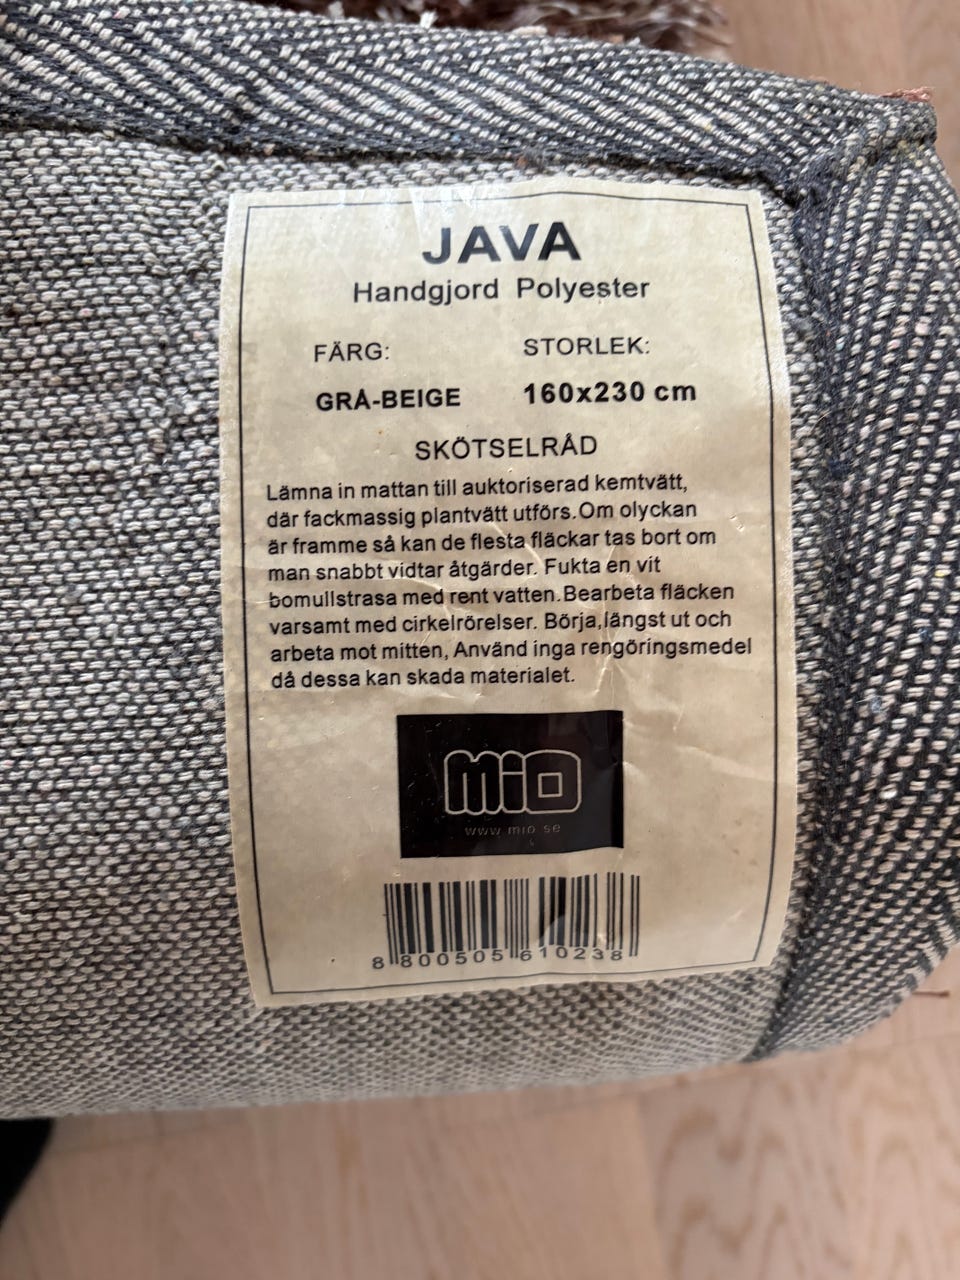 JAVA
Handgjord Polyester
FÄRG: STORLEK:
GRÅ-BEIGE 160x230 cm
SKÖTSELRÅD
Lämna in mattan till auktoriserad kemtvätt,
där fackmassig plantvätt utförs.Om olyckan
är framme så kan de flesta fläckar tas bort om
man snabbt vidtar åtgärder. Fukta en vit
bomullstrasa med rent vatten.Bearbeta fläcken
varsamt med cirkelrörelser. Börja,längst ut och
arbeta mot mitten, Använd inga rengöringsmedel
då dessa kan skada materialet.
MiO
www mio se
8 800505 610238